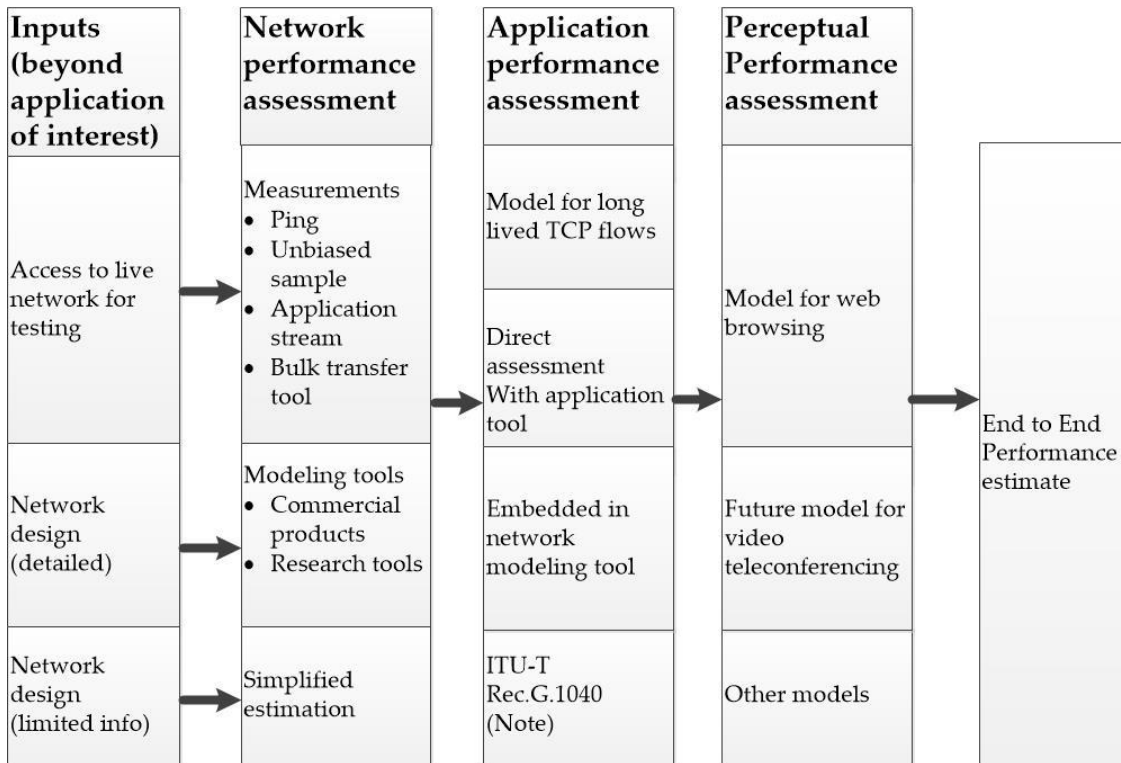 Inputs
(beyond
application
of interest)
Access to live
network for
testing
Network
design
(detailed)
Network
design
(limited info)
Network
performance
assessment
Measurements
• Ping
• Unbiased
sample
• Application
stream
• Bulk transfer
tool
Modeling tools
• Commercial
products
• Research tools
Simplified
estimation
Application
performance
assessment
Model for long
lived TCP flows
Direct
assessment
With application
tool
Embedded in
network
modeling tool
ITU-T
Rec.G.1040
(Note)
Perceptual
Performance
assessment
Model for web
browsing
Future model for
video
teleconferencing
Other models
End to End
Performance
estimate